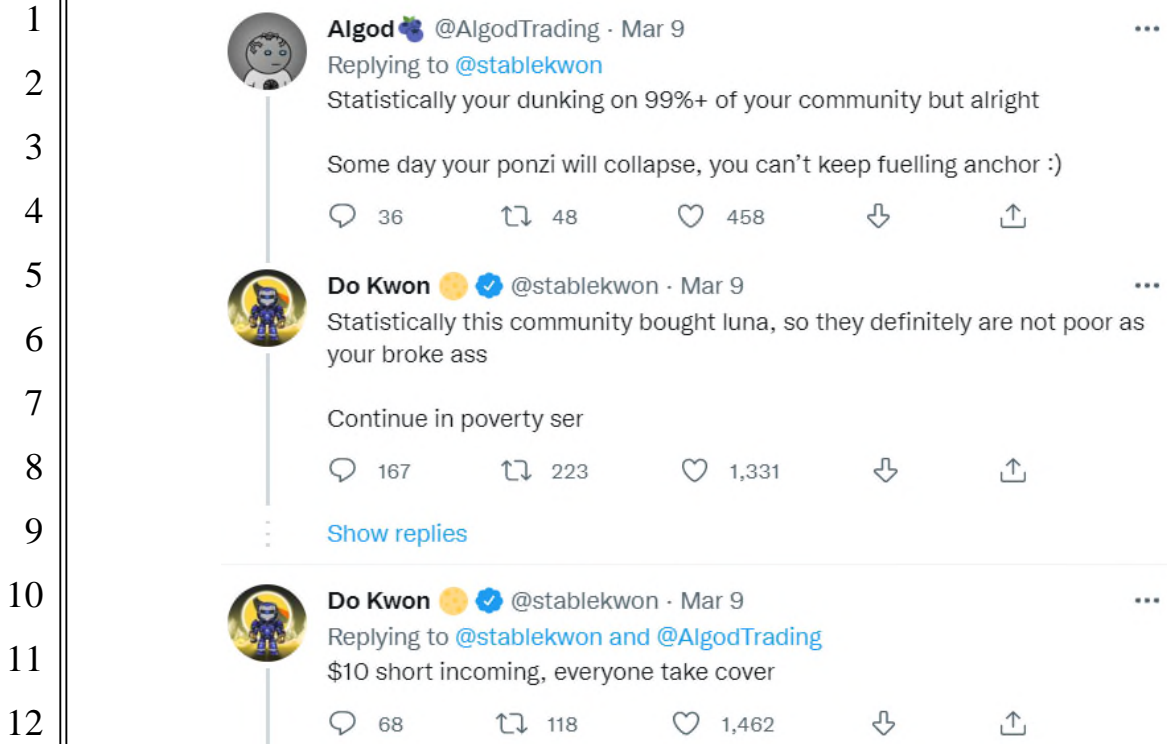 1
Algod🫐 @AlgodTrading · Mar 9
Replying to @stablekwon
2
Statistically your dunking on 99%+ of your community but alright
3
Some day your ponzi will collapse, you can't keep fuelling anchor :)
4
36 48 458
5
Do Kwon 🌕 @stablekwon · Mar 9
Statistically this community bought luna, so they definitely are not poor as
6
your broke ass
7
Continue in poverty ser
8
167 223 1,331
9
Show replies
10
Do Kwon 🌕 @stablekwon · Mar 9
Replying to @stablekwon and @AlgodTrading
11
$10 short incoming, everyone take cover
12
68 118 1,462